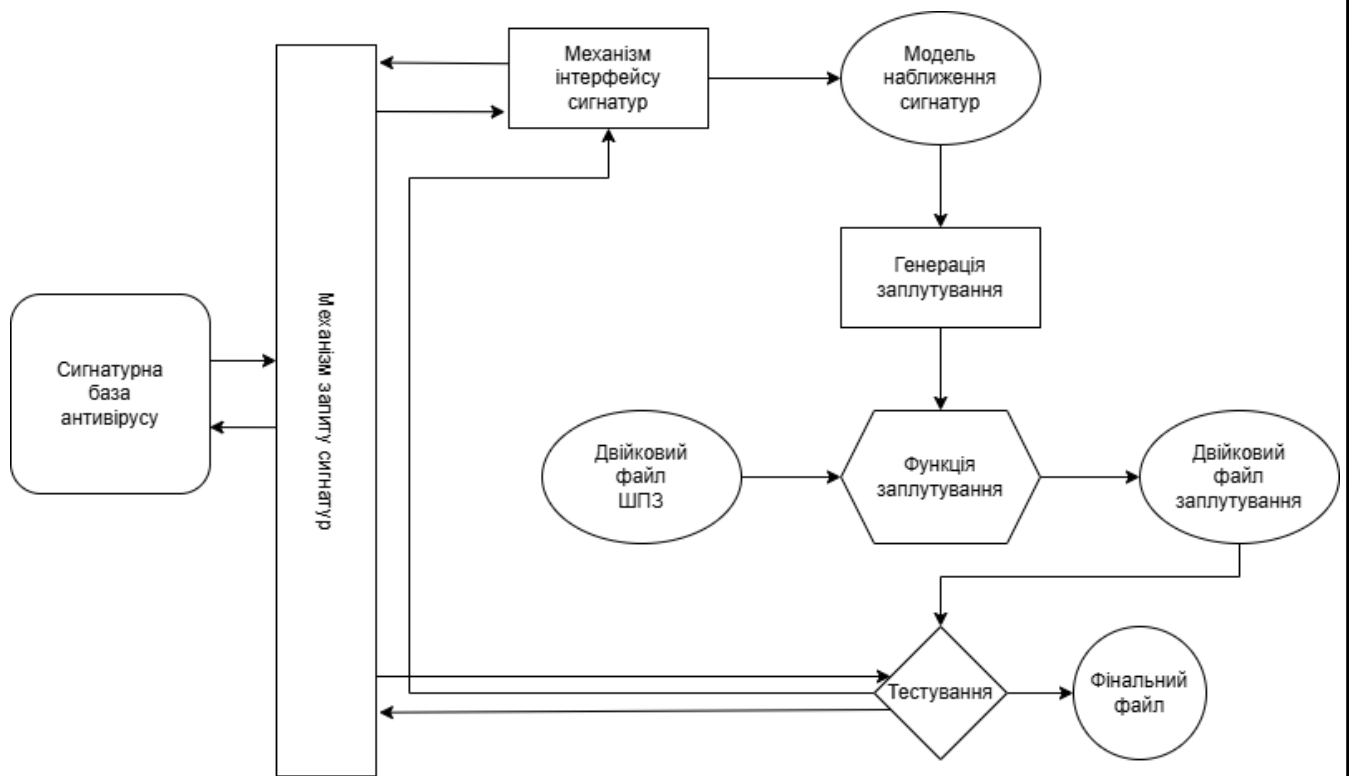 Механізм
інтерфейсу
сигнатур
Модель
наближення
сигнатур
Генерація
заплутування
Сигнатурна
база
антивірусу
Механізм запиту сигнатур
Двійковий
файл
ШПЗ
Функція
заплутування
Двійковий
файл
заплутування
Тестування
Фінальний
файл